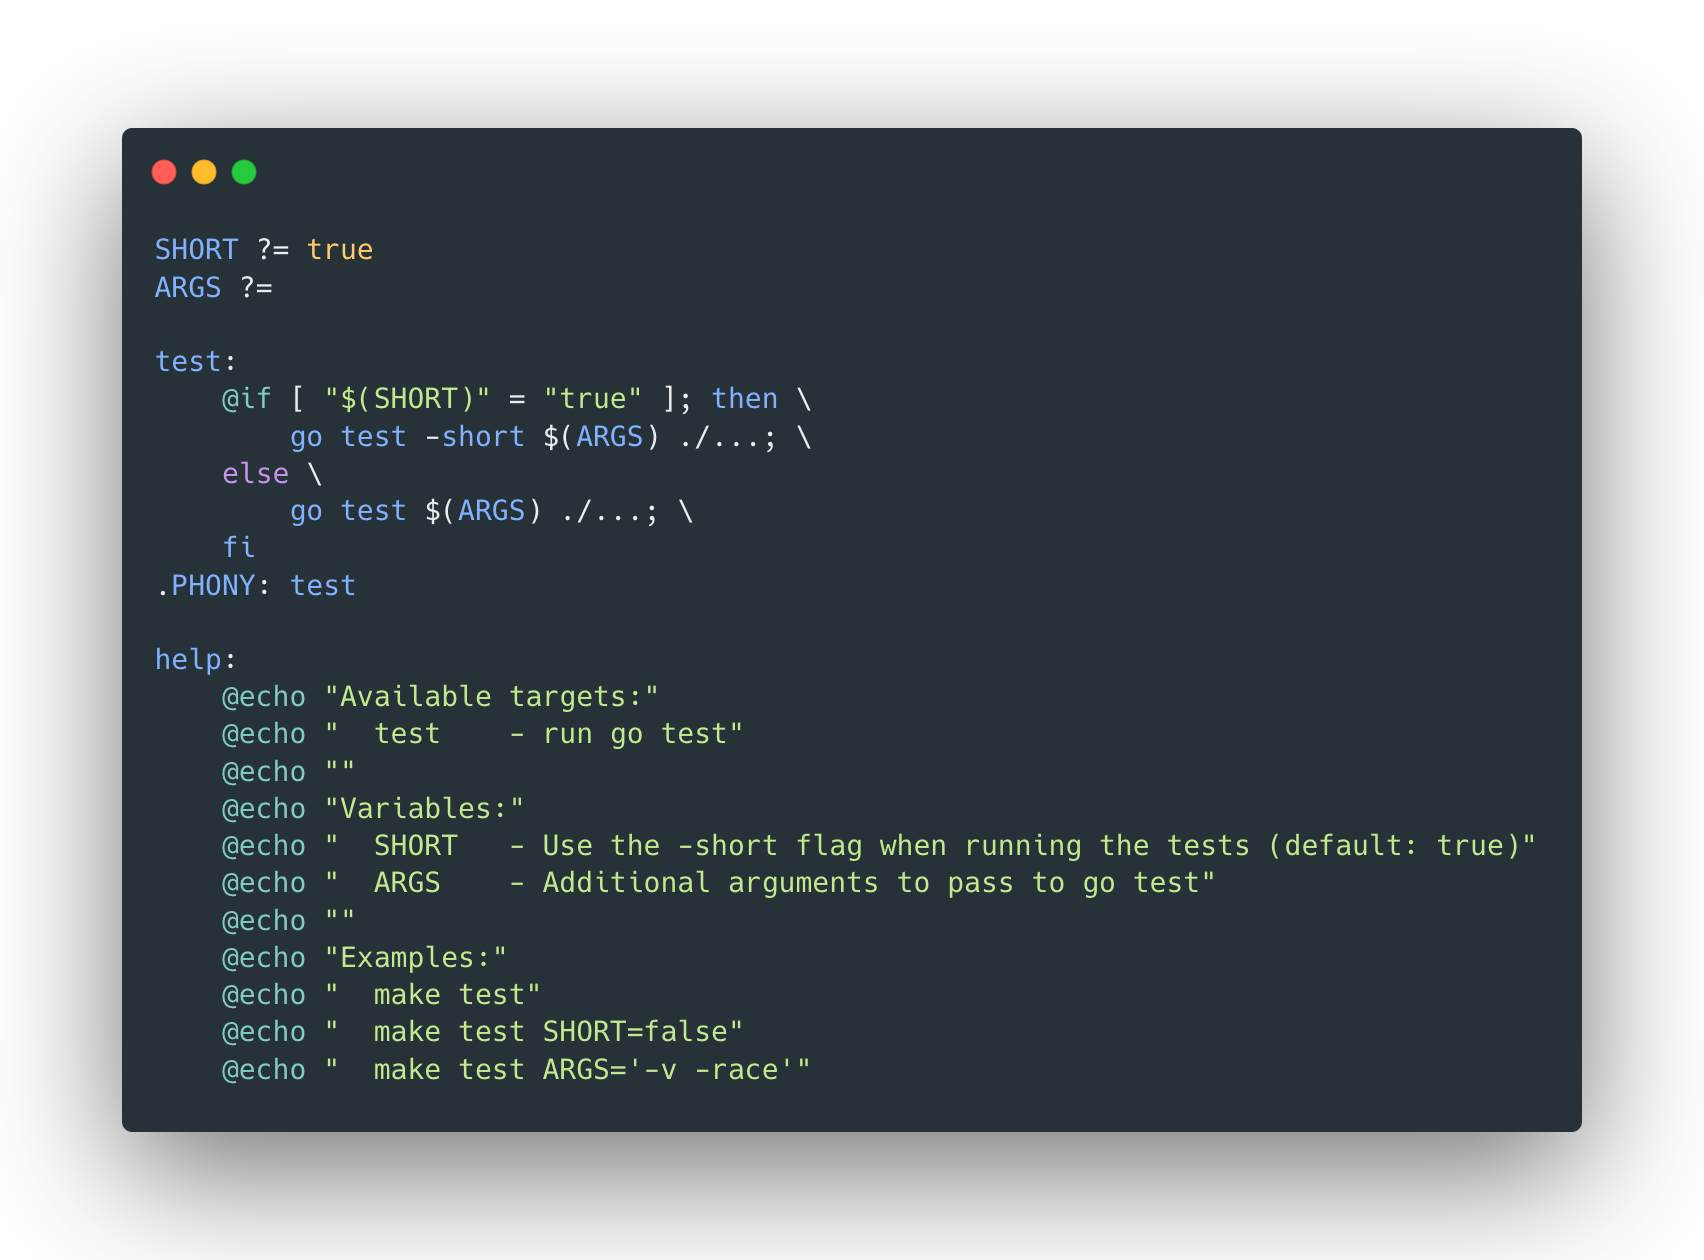 SHORT ?= true
ARGS ?=

test:
    @if [ "$(SHORT)" = "true" ]; then \
        go test -short $(ARGS) ./...; \
    else \
        go test $(ARGS) ./...; \
    fi
.PHONY: test

help:
    @echo "Available targets:"
    @echo "  test    - run go test"
    @echo ""
    @echo "Variables:"
    @echo "  SHORT   - Use the -short flag when running the tests (default: true)"
    @echo "  ARGS    - Additional arguments to pass to go test"
    @echo ""
    @echo "Examples:"
    @echo "  make test"
    @echo "  make test SHORT=false"
    @echo "  make test ARGS='-v -race'"